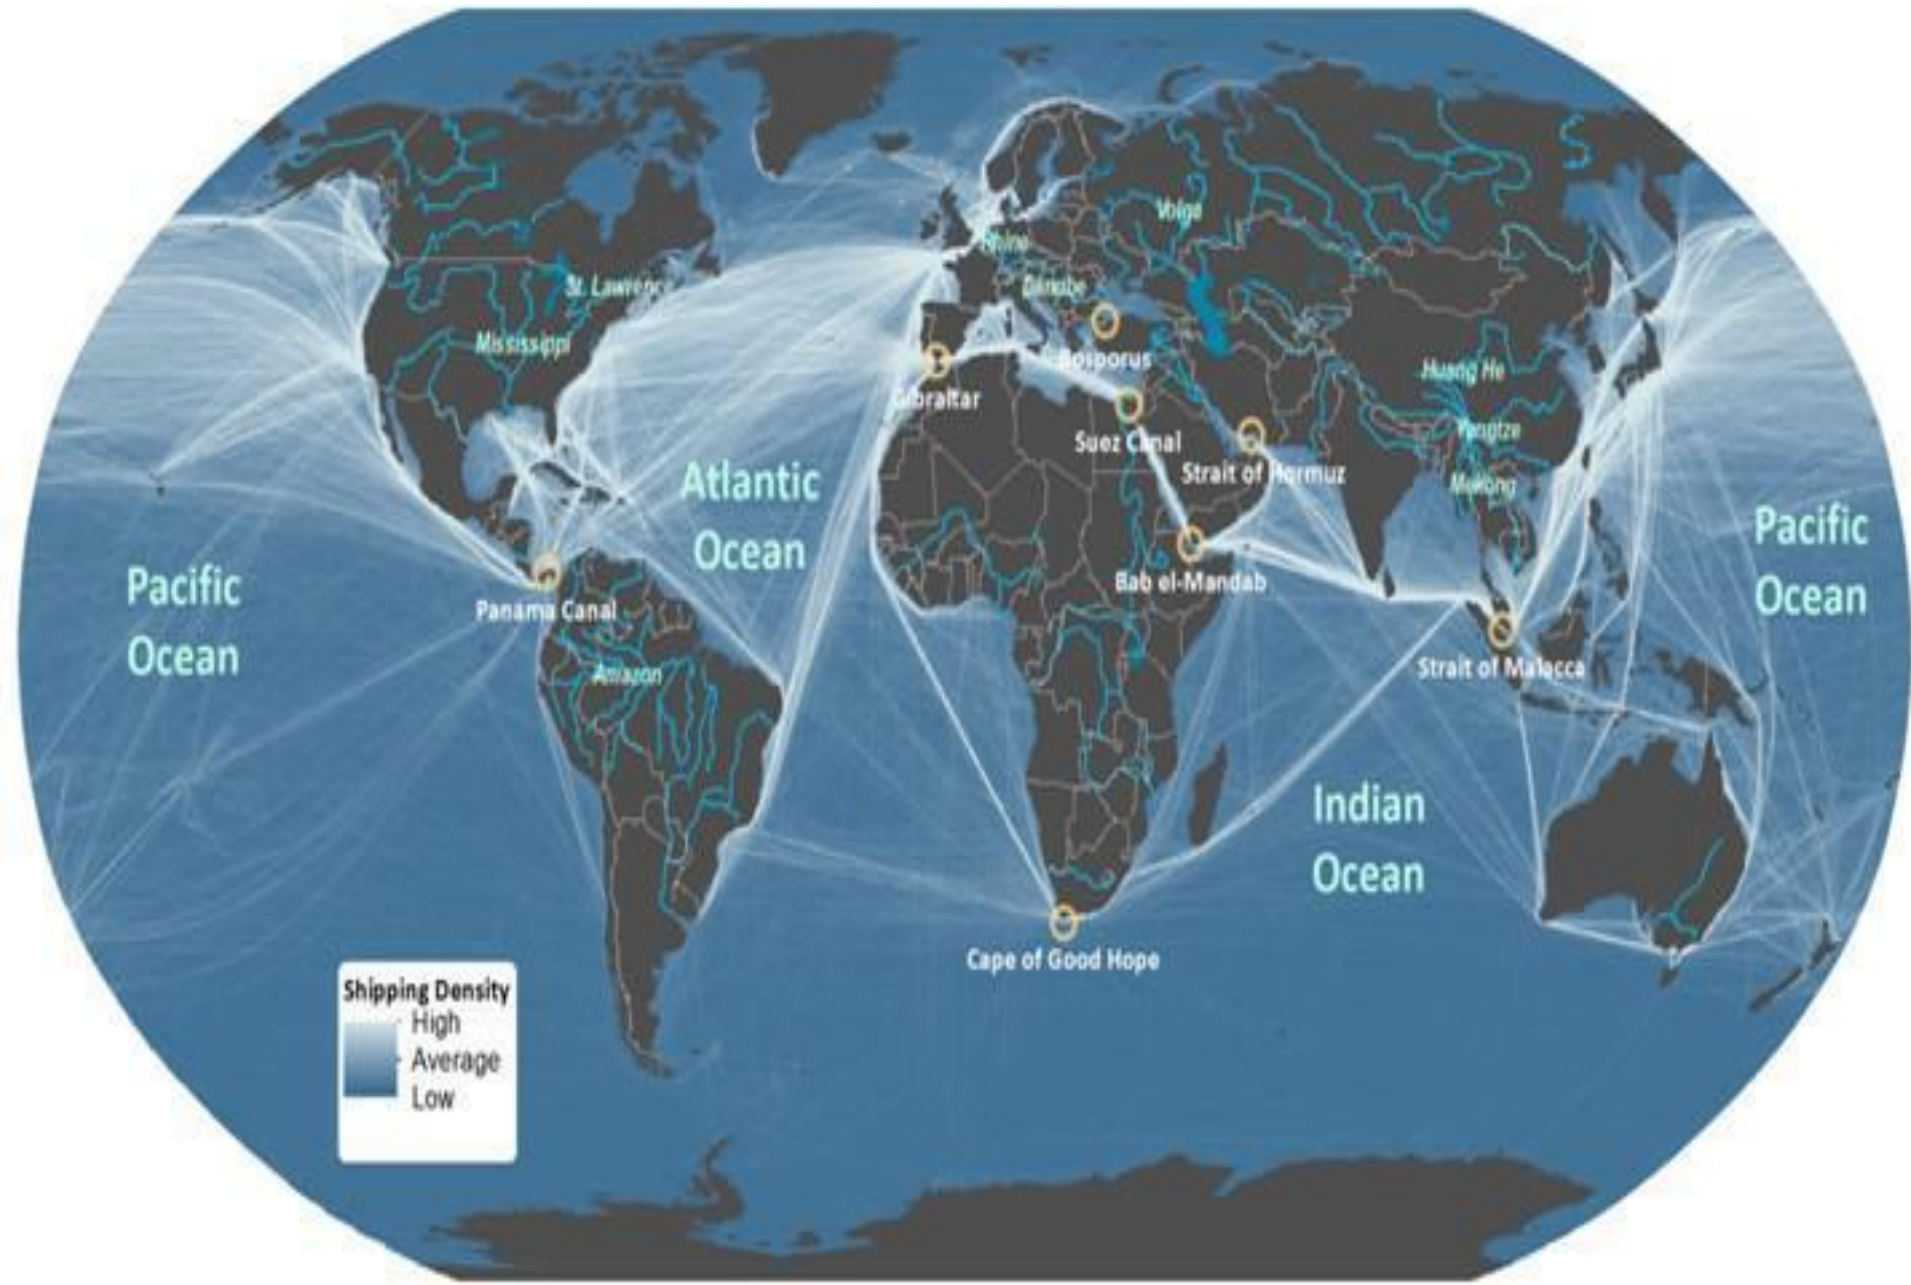 Volga
Rhine
St. Lawrence
Danube
Mississippi
Bosporus
Huang He
Gibraltar
Yangtze
Suez Canal
Strait of Hormuz
Mekong
Atlantic
Ocean
Pacific
Ocean
Pacific
Ocean
Bab el-Mandab
Panama Canal
Strait of Malacca
Amazon
Indian
Ocean
Cape of Good Hope
Shipping Density
High
Average
Low